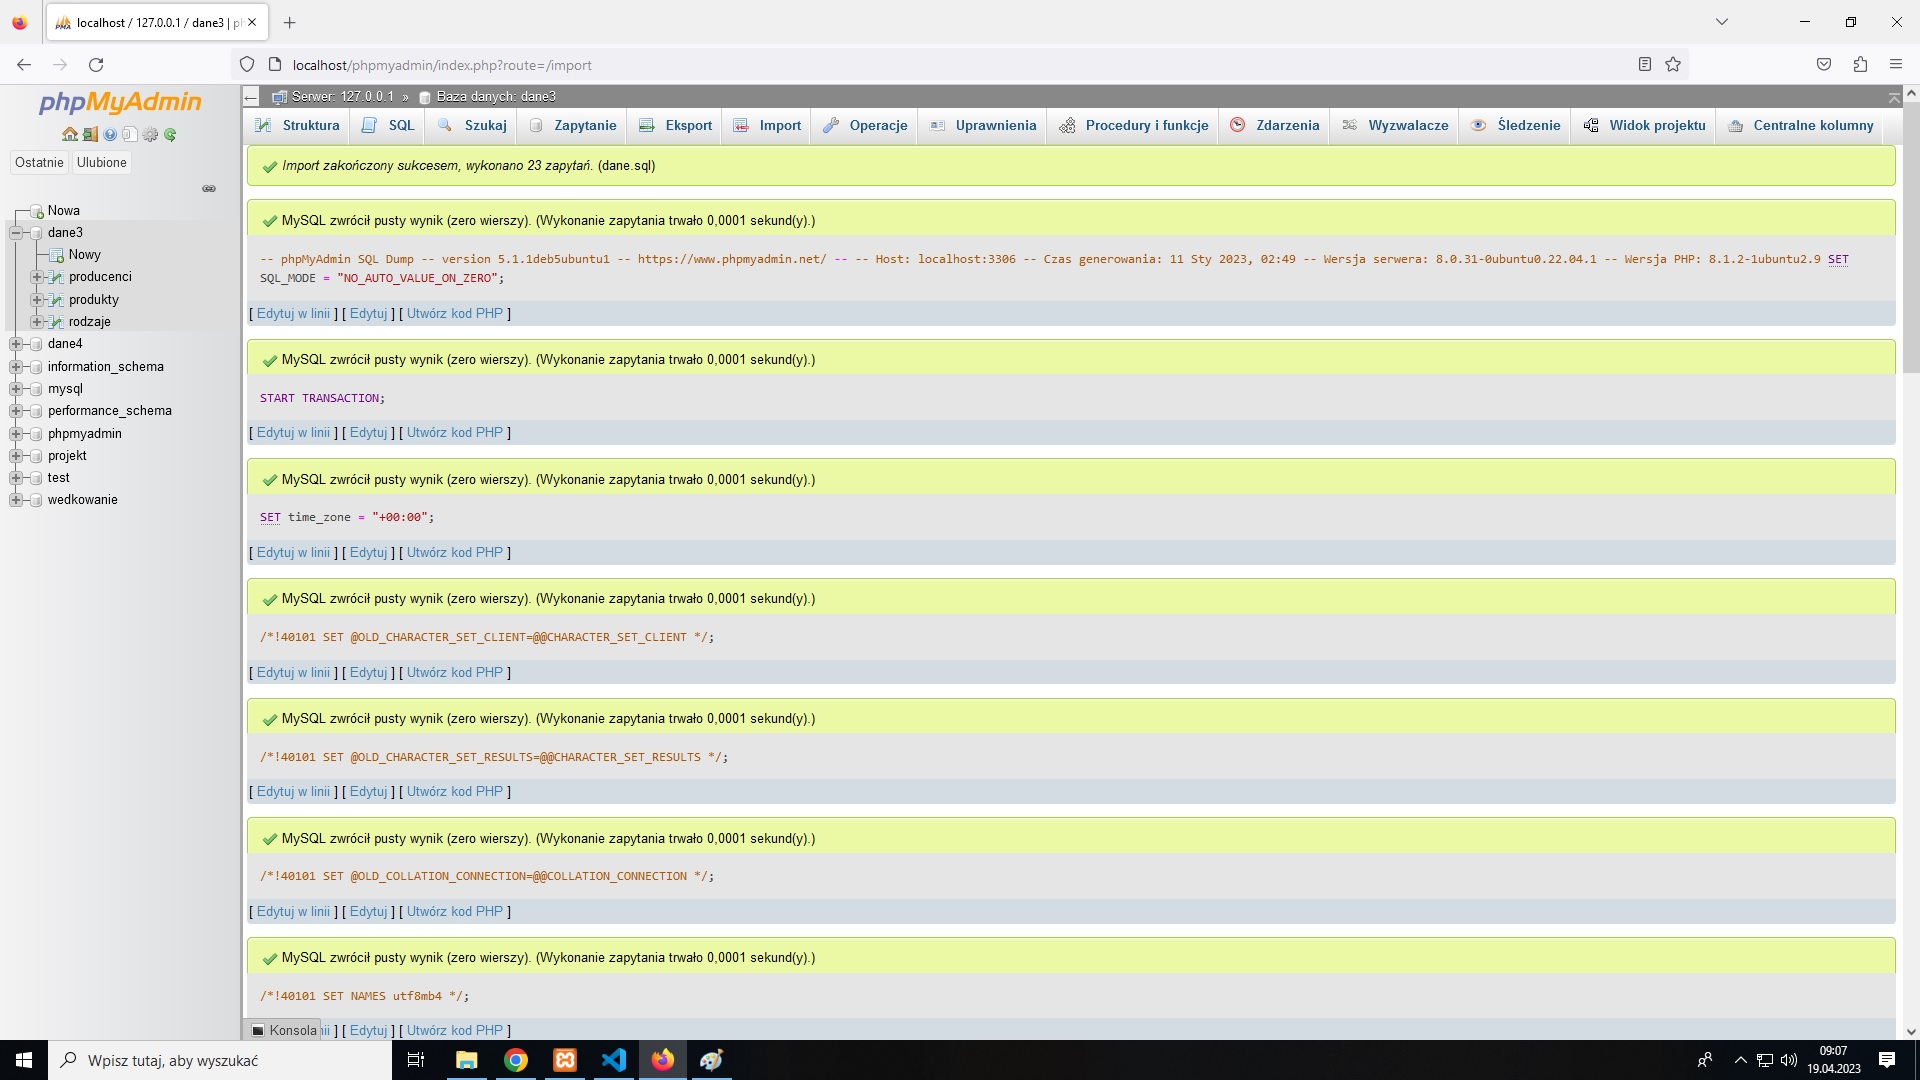 localhost / 127.0.0.1 / dane3 | ph
localhost/phpmyadmin/index.php?route=/import
phpMyAdmin
Ostatnie
Ulubione
Nowa
dane3
Nowy
producenci
produkty
rodzaje
dane4
information_schema
mysql
performance_schema
phpmyadmin
projekt
test
wedkowanie
Serwer: 127.0.0.1 » Baza danych: dane3
Struktura SQL Szukaj Zapytanie Eksport Import Operacje Uprawnienia Procedury i funkcje Zdarzenia Wyzwalacze Śledzenie Widok projektu Centralne kolumny
Import zakończony sukcesem, wykonano 23 zapytań. (dane.sql)
MySQL zwrócił pusty wynik (zero wierszy). (Wykonanie zapytania trwało 0,0001 sekund(y).)
-- phpMyAdmin SQL Dump -- version 5.1.1deb5ubuntu1 -- https://www.phpmyadmin.net/ -- -- Host: localhost:3306 -- Czas generowania: 11 Sty 2023, 02:49 -- Wersja serwera: 8.0.31-0ubuntu0.22.04.1 -- Wersja PHP: 8.1.2-1ubuntu2.9 SET
SQL_MODE = "NO_AUTO_VALUE_ON_ZERO";
[ Edytuj w linii ] [ Edytuj ] [ Utwórz kod PHP ]
MySQL zwrócił pusty wynik (zero wierszy). (Wykonanie zapytania trwało 0,0001 sekund(y).)
START TRANSACTION;
[ Edytuj w linii ] [ Edytuj ] [ Utwórz kod PHP ]
MySQL zwrócił pusty wynik (zero wierszy). (Wykonanie zapytania trwało 0,0001 sekund(y).)
SET time_zone = "+00:00";
[ Edytuj w linii ] [ Edytuj ] [ Utwórz kod PHP ]
MySQL zwrócił pusty wynik (zero wierszy). (Wykonanie zapytania trwało 0,0001 sekund(y).)
/*!40101 SET @OLD_CHARACTER_SET_CLIENT=@@CHARACTER_SET_CLIENT */;
[ Edytuj w linii ] [ Edytuj ] [ Utwórz kod PHP ]
MySQL zwrócił pusty wynik (zero wierszy). (Wykonanie zapytania trwało 0,0001 sekund(y).)
/*!40101 SET @OLD_CHARACTER_SET_RESULTS=@@CHARACTER_SET_RESULTS */;
[ Edytuj w linii ] [ Edytuj ] [ Utwórz kod PHP ]
MySQL zwrócił pusty wynik (zero wierszy). (Wykonanie zapytania trwało 0,0001 sekund(y).)
/*!40101 SET @OLD_COLLATION_CONNECTION=@@COLLATION_CONNECTION */;
[ Edytuj w linii ] [ Edytuj ] [ Utwórz kod PHP ]
MySQL zwrócił pusty wynik (zero wierszy). (Wykonanie zapytania trwało 0,0001 sekund(y).)
/*!40101 SET NAMES utf8mb4 */;
Konsola nii ] [ Edytuj ] [ Utwórz kod PHP ]
Wpisz tutaj, aby wyszukać
09:07
19.04.2023